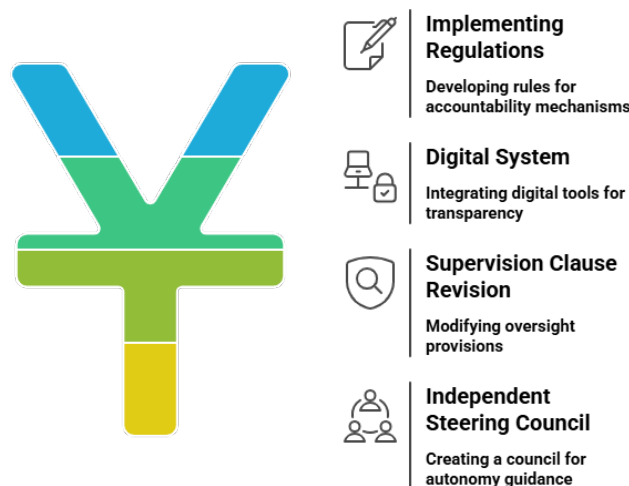 Implementing
Regulations
Developing rules for
accountability mechanisms
Digital System
Integrating digital tools for
transparency
Supervision Clause
Revision
Modifying oversight
provisions
Independent
Steering Council
Creating a council for
autonomy guidance